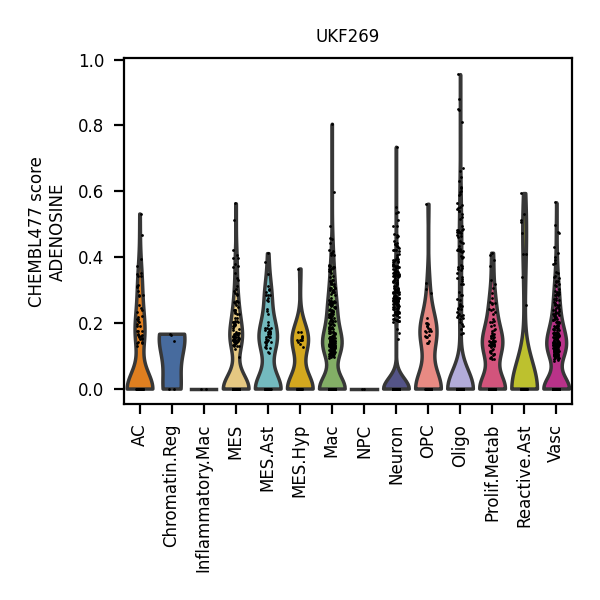 UKF269
CHEMBL477 score
ADENOSINE
1.0
0.8
0.6
0.4
0.2
0.0
AC
Chromatin.Reg
Inflammatory.Mac
MES
MES.Ast
MES.Hyp
Mac
NPC
Neuron
OPC
Oligo
Prolif.Metab
Reactive.Ast
Vasc